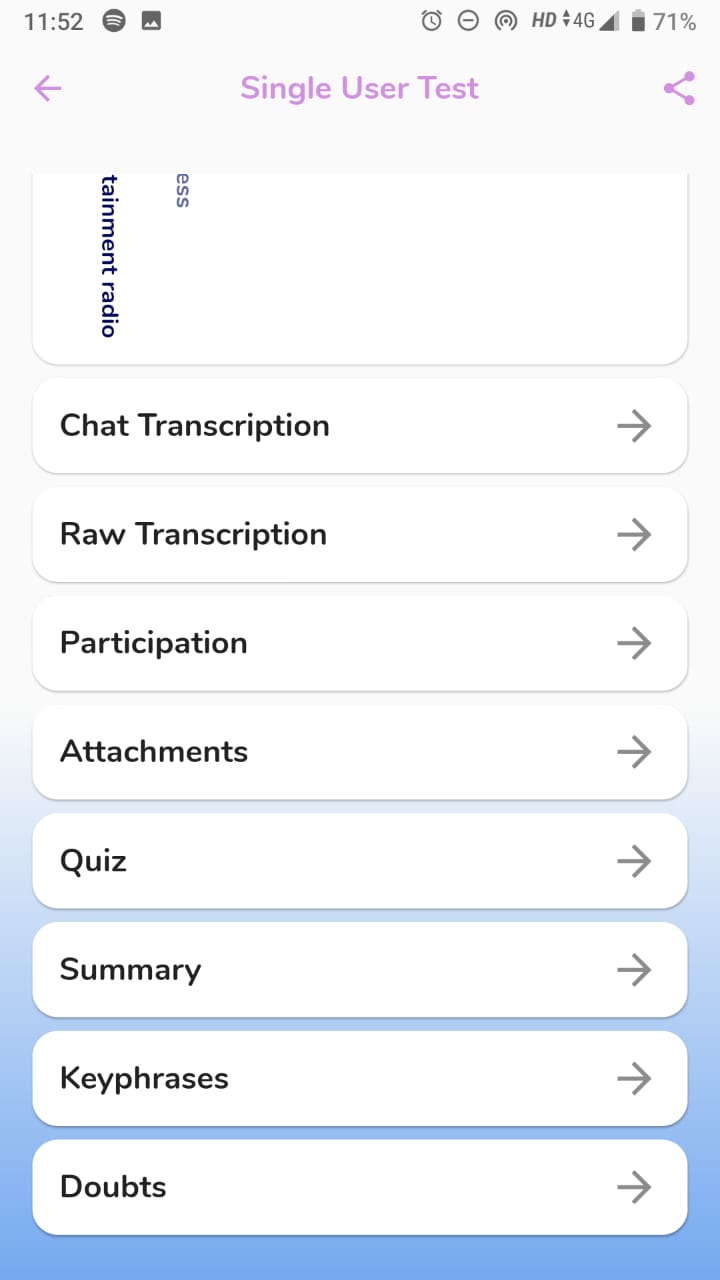 11:52 HD 4G 71%
Single User Test
tainment radio
ess
Chat Transcription
Raw Transcription
Participation
Attachments
Quiz
Summary
Keyphrases
Doubts